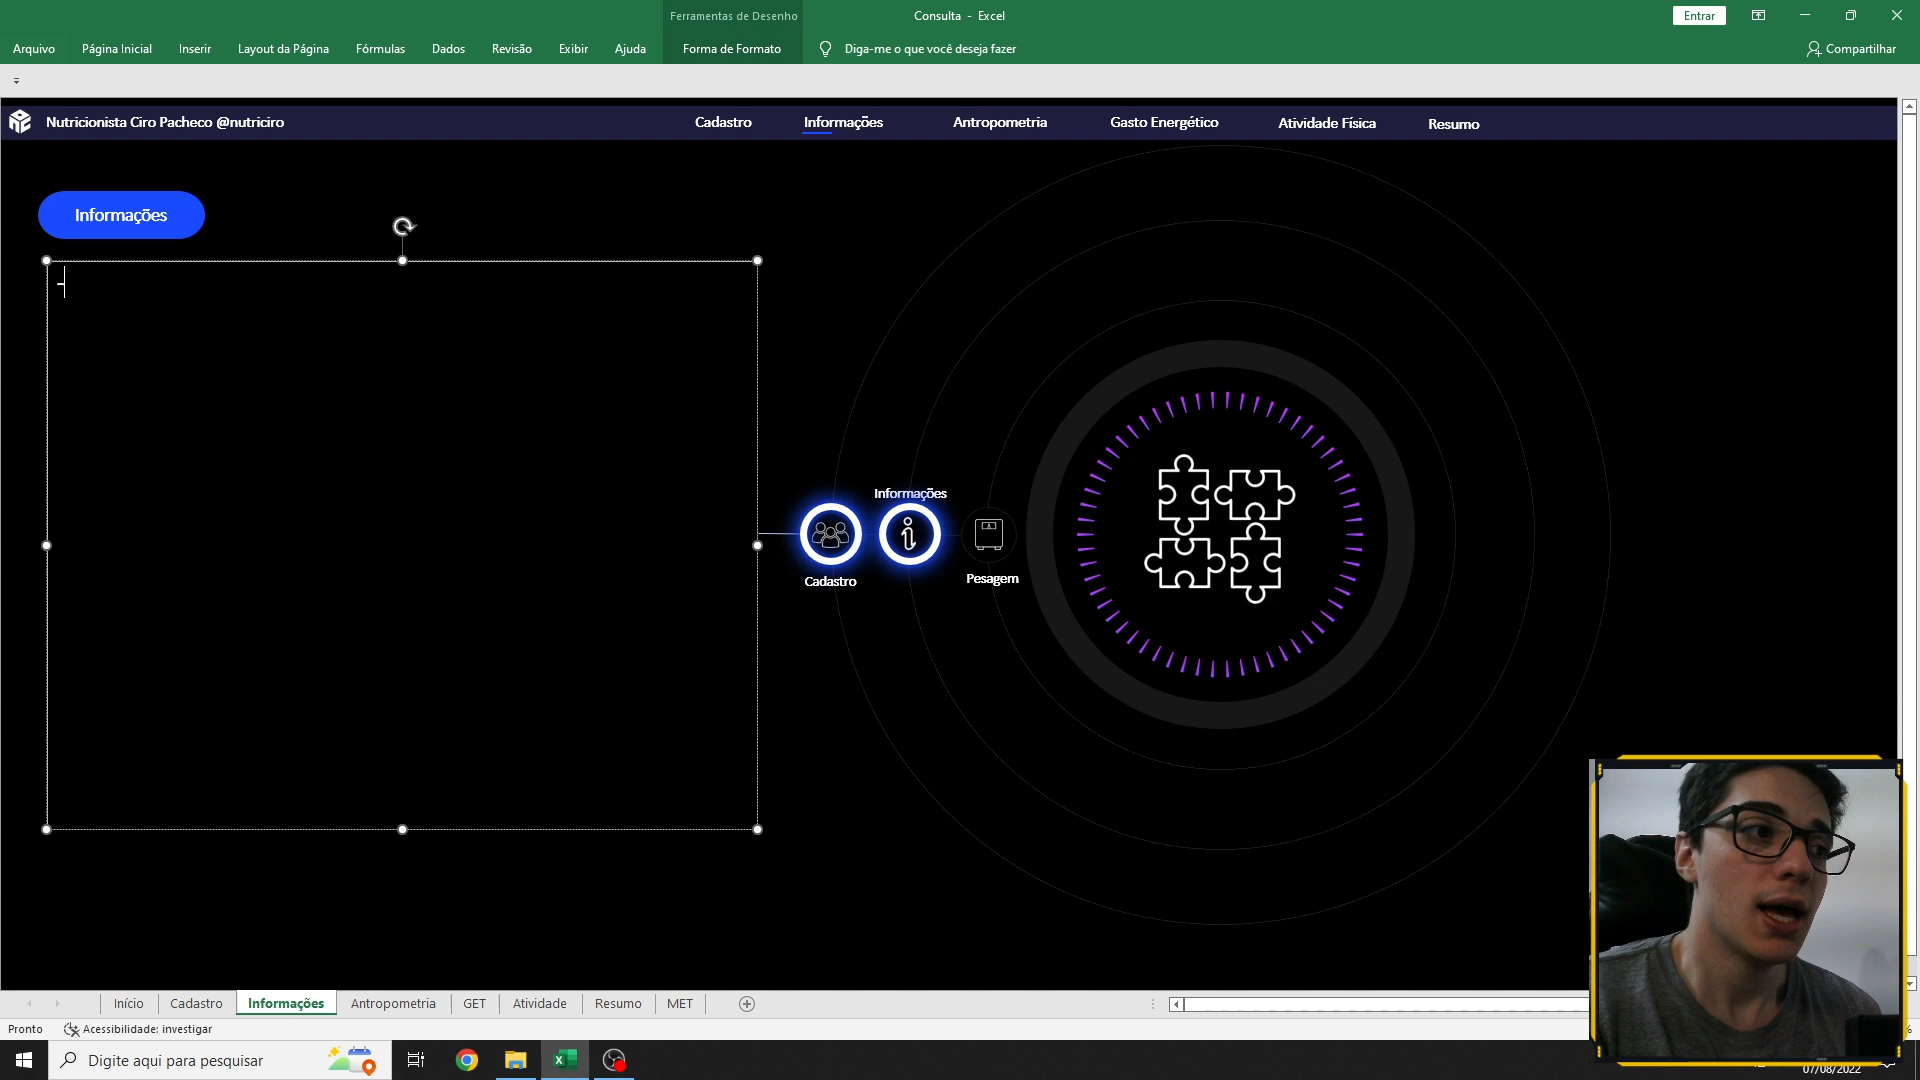 Ferramentas de Desenho
Consulta - Excel
Entrar
Arquivo
Página Inicial
Inserir
Layout da Página
Fórmulas
Dados
Revisão
Exibir
Ajuda
Forma de Formato
Diga-me o que você deseja fazer
Compartilhar
Nutricionista Ciro Pacheco @nutriciro
Cadastro
Informações
Antropometria
Gasto Energético
Atividade Física
Resumo
Informações
-
Informações
Cadastro
Pesagem
Início
Cadastro
Informações
Antropometria
GET
Atividade
Resumo
MET
Pronto
Acessibilidade: investigar
%
Digite aqui para pesquisar
07/08/2022